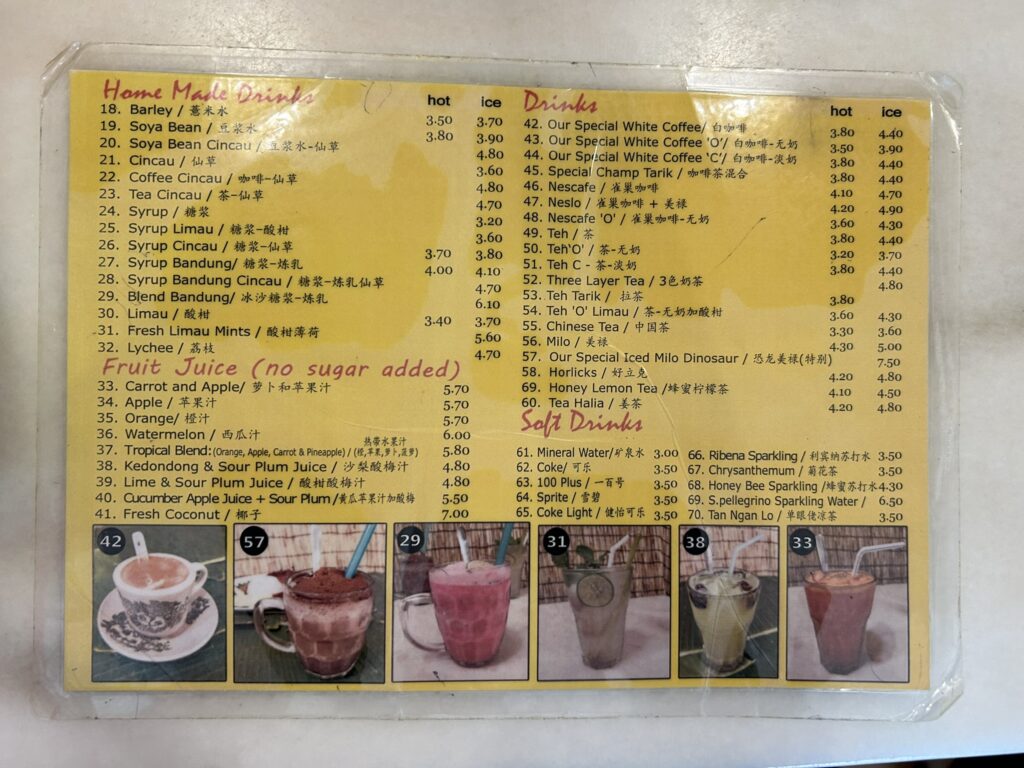 Home Made Drinks
hot ice
18. Barley / 薏米水 3.50 3.70
19. Soya Bean / 豆浆水 3.80 3.90
20. Soya Bean Cincau / 豆浆水-仙草 4.80
21. Cincau / 仙草 3.60
22. Coffee Cincau / 咖啡-仙草 4.80
23. Tea Cincau / 茶-仙草 4.70
24. Syrup / 糖浆 3.20
25. Syrup Limau / 糖浆-酸柑 3.60
26. Syrup Cincau / 糖浆-仙草 3.70 3.80
27. Syrup Bandung/ 糖浆-炼乳 4.00 4.10
28. Syrup Bandung Cincau / 糖浆-炼乳仙草 4.70
29. Blend Bandung/ 冰沙糖浆-炼乳 6.10
30. Limau / 酸柑 3.40 3.70
31. Fresh Limau Mints / 酸柑薄荷 5.60
32. Lychee / 荔枝 4.70
Fruit Juice (no sugar added)
33. Carrot and Apple/ 萝卜和苹果汁 5.70
34. Apple / 苹果汁 5.70
35. Orange/ 橙汁 5.70
36. Watermelon / 西瓜汁 6.00
热带水果汁
37. Tropical Blend:(Orange, Apple, Carrot & Pineapple) / (橙,苹果,萝卜,菠萝) 5.80
38. Kedondong & Sour Plum Juice / 沙梨酸梅汁 4.80
39. Lime & Sour Plum Juice / 酸柑酸梅汁 4.80
40. Cucumber Apple Juice + Sour Plum /黄瓜苹果汁加酸梅 5.50
41. Fresh Coconut / 椰子 7.00
Drinks
hot ice
42. Our Special White Coffee/ 白咖啡 3.80 4.40
43. Our Special White Coffee 'O'/ 白咖啡-无奶 3.50 3.90
44. Our Special White Coffee 'C'/ 白咖啡-淡奶 3.80 4.40
45. Special Champ Tarik / 咖啡茶混合 3.80 4.40
46. Nescafe / 雀巢咖啡 4.10 4.70
47. Neslo / 雀巢咖啡 + 美禄 4.20 4.90
48. Nescafe 'O' / 雀巢咖啡-无奶 3.60 4.30
49. Teh / 茶 3.80 4.40
50. Teh'O' / 茶-无奶 3.20 3.70
51. Teh C - 茶-淡奶 3.80 4.40
52. Three Layer Tea / 3色奶茶 4.80
53. Teh Tarik / 拉茶 3.80
54. Teh 'O' Limau / 茶-无奶加酸柑 3.60 4.30
55. Chinese Tea / 中国茶 3.30 3.60
56. Milo / 美禄 4.30 5.00
57. Our Special Iced Milo Dinosaur / 恐龙美禄(特别) 7.50
58. Horlicks / 好立克 4.20 4.80
69. Honey Lemon Tea /蜂蜜柠檬茶 4.10 4.50
60. Tea Halia / 姜茶 4.20 4.80
Soft Drinks
61. Mineral Water/矿泉水 3.00
62. Coke/ 可乐 3.50
63. 100 Plus / 一百号 3.50
64. Sprite / 雪碧 3.50
65. Coke Light / 健怡可乐 3.50
66. Ribena Sparkling / 利宾纳苏打水 3.50
67. Chrysanthemum / 菊花茶 3.50
68. Honey Bee Sparkling /蜂蜜苏打水 4.30
69. S.pellegrino Sparkling Water / 6.50
70. Tan Ngan Lo / 单眼佬凉茶 3.50
42 57 29 31 38 33